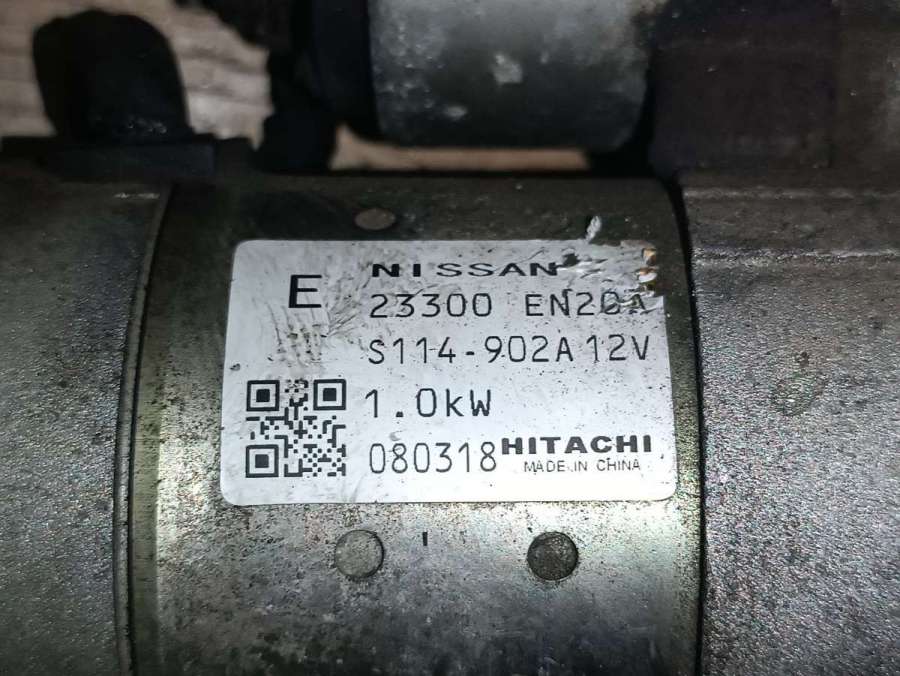 E NISSAN
23300 EN20A
S114-902A 12V
1.0kW
080318 HITACHI
MADE IN CHINA